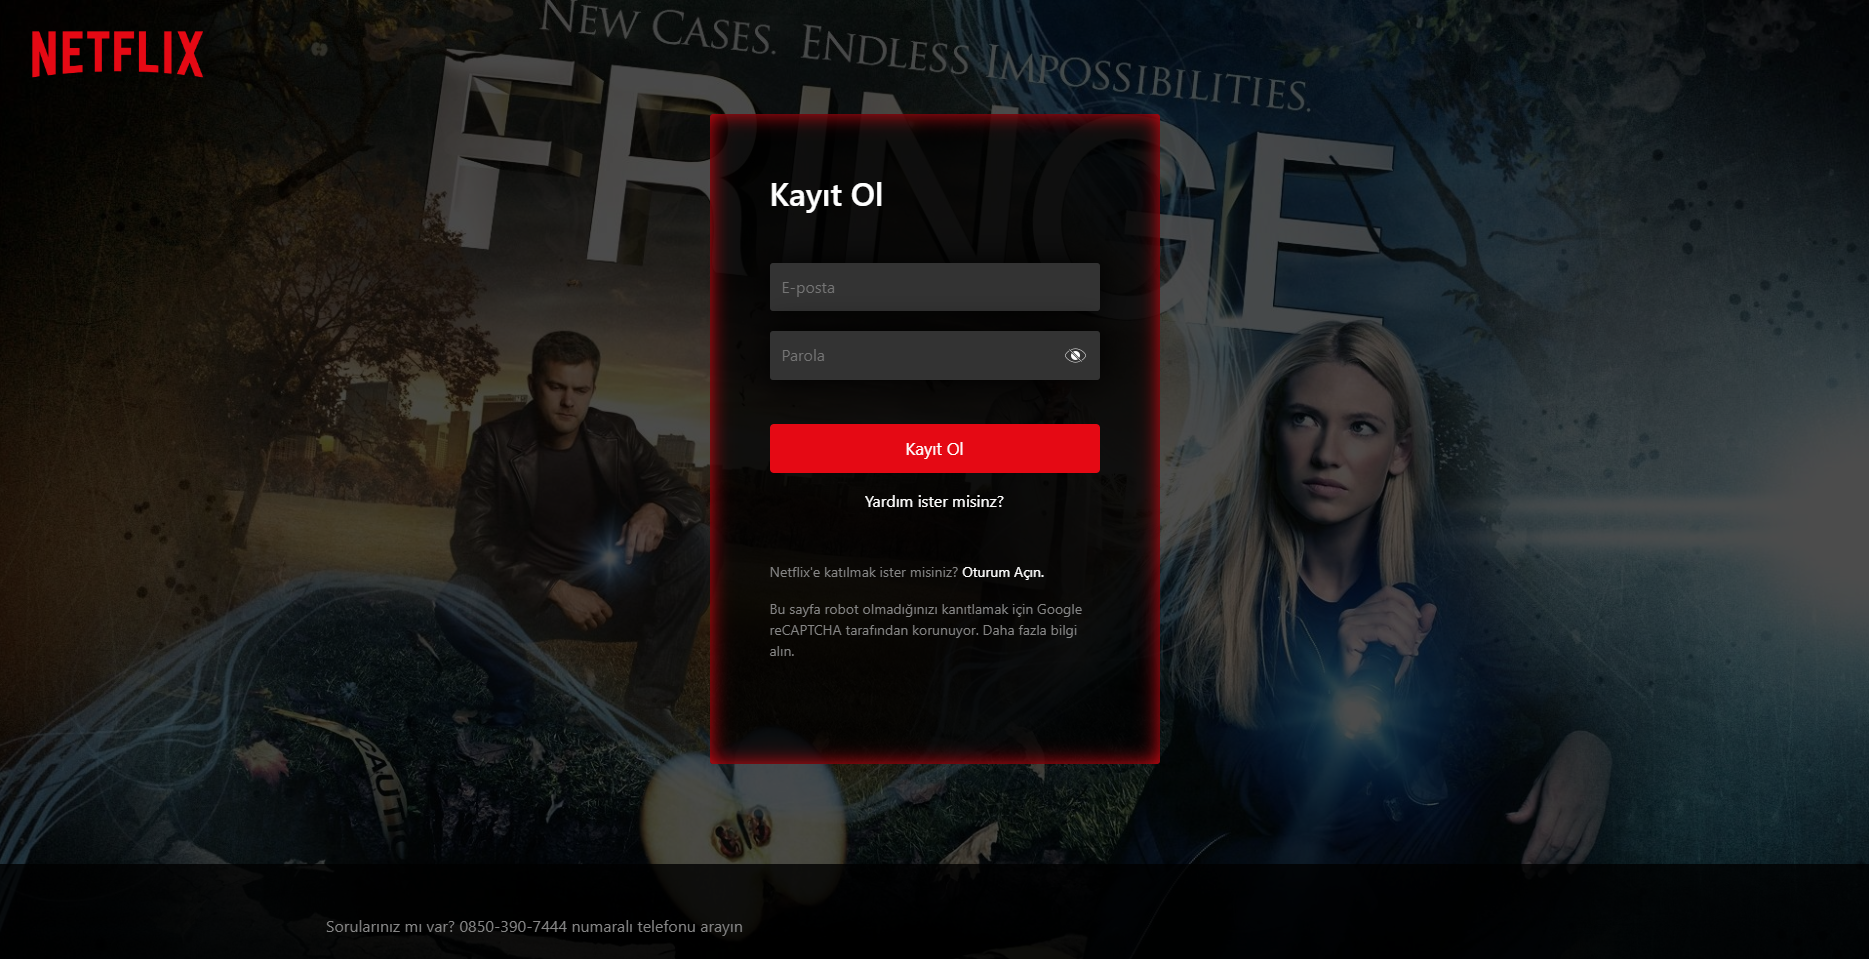 NETFLIX
NEW CASES. ENDLESS IMPOSSIBILITIES.
FRINGE
Kayıt Ol
E-posta
Parola
Kayıt Ol
Yardım ister misinz?
Netflix'e katılmak ister misiniz? Oturum Açın.
Bu sayfa robot olmadığınızı kanıtlamak için Google
reCAPTCHA tarafından korunuyor. Daha fazla bilgi
alın.
Sorularınız mı var? 0850-390-7444 numaralı telefonu arayın